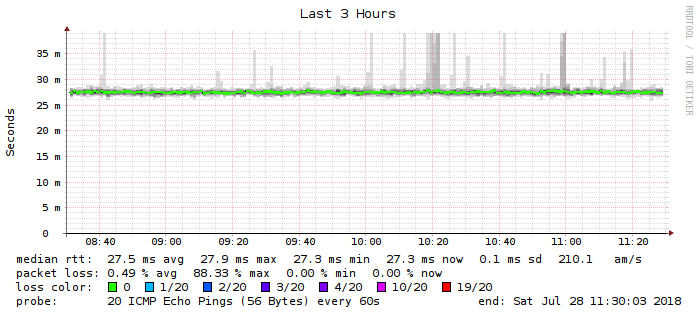 Last 3 Hours
RRDTOOL / TOBI OETIKER
Seconds
35 m
30 m
25 m
20 m
15 m
10 m
5 m
0
08:40 09:00 09:20 09:40 10:00 10:20 10:40 11:00 11:20
median rtt: 27.5 ms avg 27.9 ms max 27.3 ms min 27.3 ms now 0.1 ms sd 210.1 am/s
packet loss: 0.49 % avg 88.33 % max 0.00 % min 0.00 % now
loss color: 0 1/20 2/20 3/20 4/20 10/20 19/20
probe: 20 ICMP Echo Pings (56 Bytes) every 60s end: Sat Jul 28 11:30:03 2018